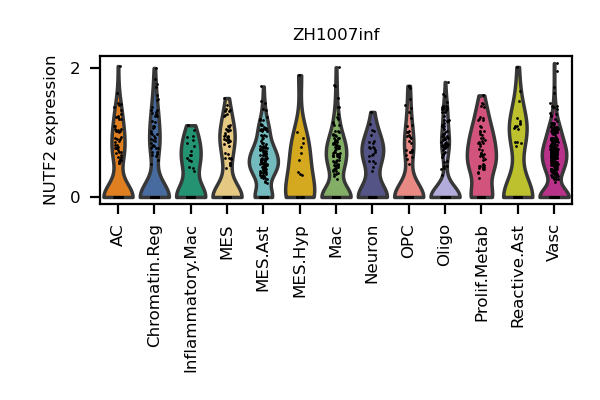 ZH1007inf
NUTF2 expression
2
0
AC
Chromatin.Reg
Inflammatory.Mac
MES
MES.Ast
MES.Hyp
Mac
Neuron
OPC
Oligo
Prolif.Metab
Reactive.Ast
Vasc